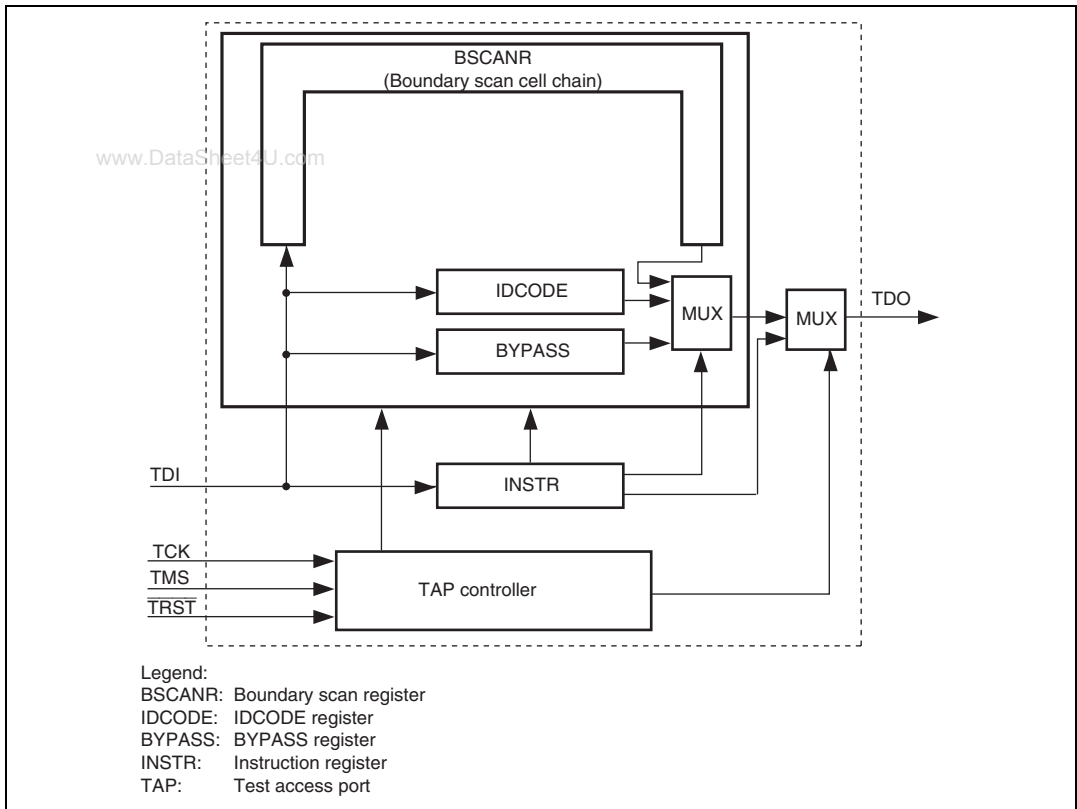 BSCANR
(Boundary scan cell chain)
www.DataSheet4U.com
IDCODE
MUX
MUX
TDO
BYPASS
TDI
INSTR
TCK
TMS
TRST
TAP controller
Legend:
BSCANR: Boundary scan register
IDCODE: IDCODE register
BYPASS: BYPASS register
INSTR: Instruction register
TAP: Test access port